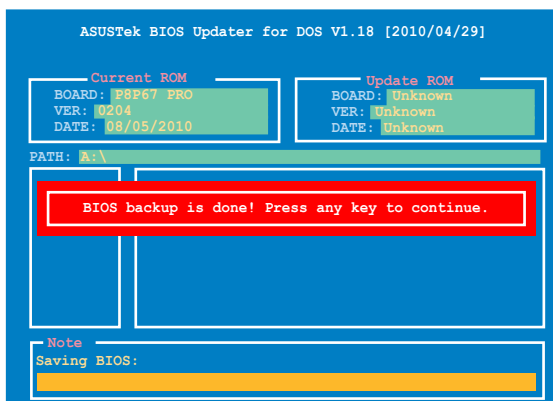 ASUSTek BIOS Updater for DOS V1.18 [2010/04/29]
Current ROM
BOARD: P8P67 PRO
VER: 0204
DATE: 08/05/2010
Update ROM
BOARD: Unknown
VER: Unknown
DATE: Unknown
PATH: A:\
BIOS backup is done! Press any key to continue.
Note
Saving BIOS: